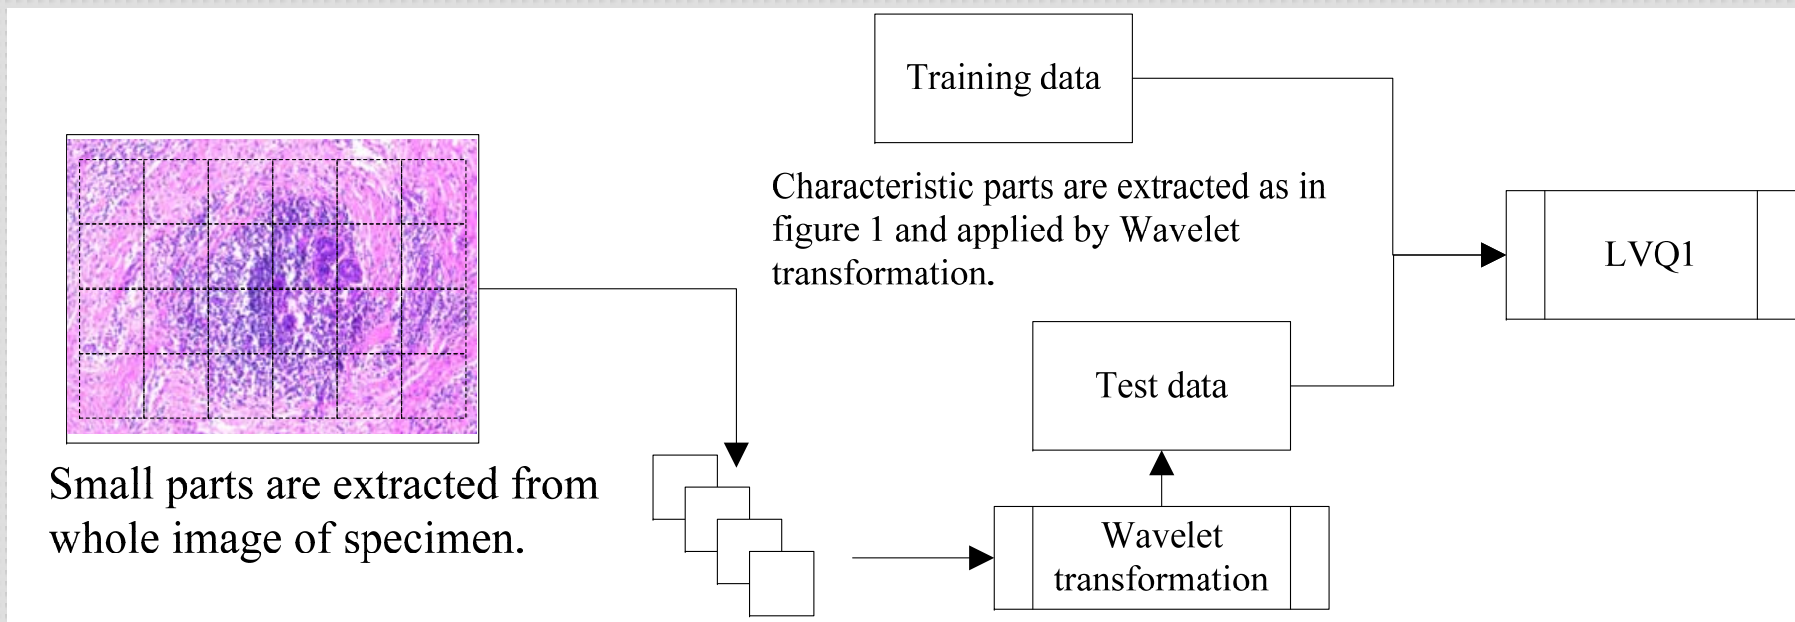 Training data
Characteristic parts are extracted as in
figure 1 and applied by Wavelet
transformation.
LVQ1
Test data
Small parts are extracted from
whole image of specimen.
Wavelet
transformation